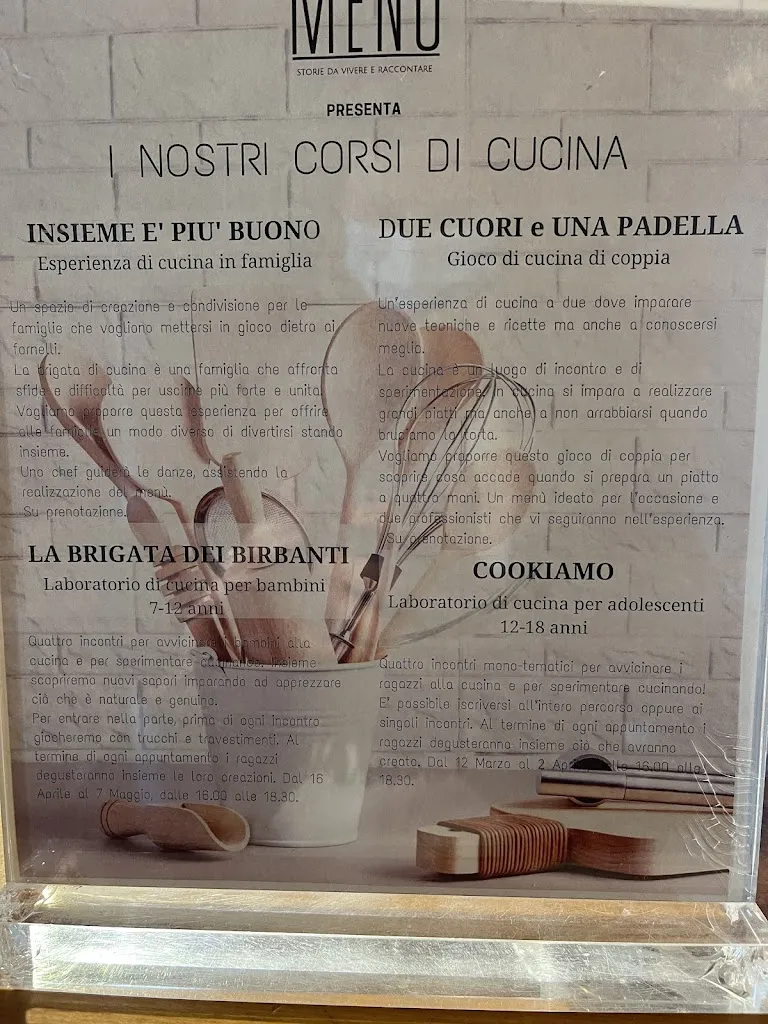 MENU
STORIE DA VIVERE E RACCONTARE
PRESENTA
I NOSTRI CORSI DI CUCINA
INSIEME E' PIU' BUONO
Esperienza di cucina in famiglia
Un spazio di creazione e condivisione per le
famiglie che vogliono mettersi in gioco dietro ai
fornelli.
La brigata di cucina è una famiglia che affronta
sfide e difficoltà per uscirne più forte e unita!
Vogliamo proporre questa esperienza per offrire
alle famiglie un modo diverso di divertirsi stando
insieme.
Uno chef guiderà le danze, assistendo la
realizzazione del menù.
Su prenotazione.
DUE CUORI e UNA PADELLA
Gioco di cucina di coppia
Un'esperienza di cucina a due dove imparare
nuove tecniche e ricette ma anche a conoscersi
meglio.
La cucina è un luogo di incontro e di
sperimentazione. In cucina si impara a realizzare
grandi piatti ma anche a non arrabbiarsi quando
bruciamo la torta.
Vogliamo proporre questo gioco di coppia per
scoprire cosa accade quando si prepara un piatto
a quattro mani. Un menù ideato per l'occasione e
due professionisti che vi seguiranno nell'esperienza.
Su prenotazione.
LA BRIGATA DEI BIRBANTI
Laboratorio di cucina per bambini
7-12 anni
Quattro incontri per avvicinare i bambini alla
cucina e per sperimentare cucinando. Insieme
scopriremo nuovi sapori imparando ad apprezzare
ciò che è naturale e genuino.
Per entrare nella parte, prima di ogni incontro
giocheremo con trucchi e travestimenti. Al
termine di ogni appuntamento i ragazzi
degusteranno insieme le loro creazioni. Dal 16
Aprile al 7 Maggio, dalle 16.00 alle 18.30.
COOKIAMO
Laboratorio di cucina per adolescenti
12-18 anni
Quattro incontri mono-tematici per avvicinare i
ragazzi alla cucina e per sperimentare cucinando!
E' possibile iscriversi all'intero percorso oppure ai
singoli incontri. Al termine di ogni appuntamento i
ragazzi degusteranno insieme ciò che avranno
creato. Dal 12 Marzo al 2 Aprile, dalle 16.00 alle
18.30.